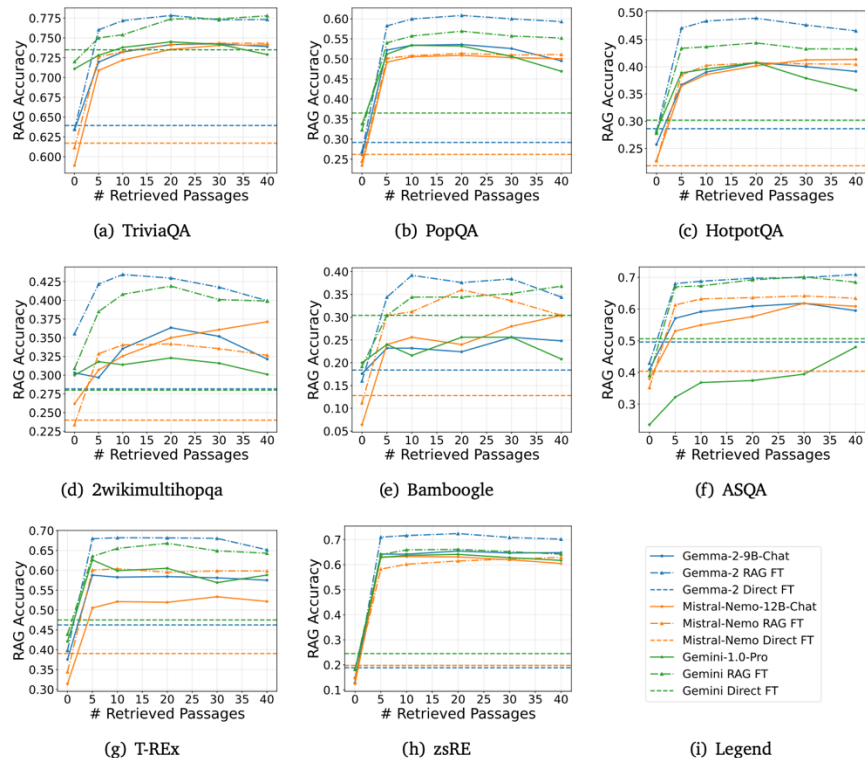 RAG Accuracy
0.775
0.750
0.725
0.700
0.675
0.650
0.625
0.600
0 5 10 15 20 25 30 35 40
# Retrieved Passages
(a) TriviaQA
RAG Accuracy
0.60
0.55
0.50
0.45
0.40
0.35
0.30
0.25
0 5 10 15 20 25 30 35 40
# Retrieved Passages
(b) PopQA
RAG Accuracy
0.50
0.45
0.40
0.35
0.30
0.25
0 5 10 15 20 25 30 35 40
# Retrieved Passages
(c) HotpotQA
RAG Accuracy
0.425
0.400
0.375
0.350
0.325
0.300
0.275
0.250
0.225
0 5 10 15 20 25 30 35 40
# Retrieved Passages
(d) 2wikimultihopqa
RAG Accuracy
0.40
0.35
0.30
0.25
0.20
0.15
0.10
0.05
0 5 10 15 20 25 30 35 40
# Retrieved Passages
(e) Bamboogle
RAG Accuracy
0.7
0.6
0.5
0.4
0.3
0 5 10 15 20 25 30 35 40
# Retrieved Passages
(f) ASQA
RAG Accuracy
0.70
0.65
0.60
0.55
0.50
0.45
0.40
0.35
0.30
0 5 10 15 20 25 30 35 40
# Retrieved Passages
(g) T-REx
RAG Accuracy
0.7
0.6
0.5
0.4
0.3
0.2
0.1
0 5 10 15 20 25 30 35 40
# Retrieved Passages
(h) zsRE
Gemma-2-9B-Chat
Gemma-2 RAG FT
Gemma-2 Direct FT
Mistral-Nemo-12B-Chat
Mistral-Nemo RAG FT
Mistral-Nemo Direct FT
Gemini-1.0-Pro
Gemini RAG FT
Gemini Direct FT
(i) Legend